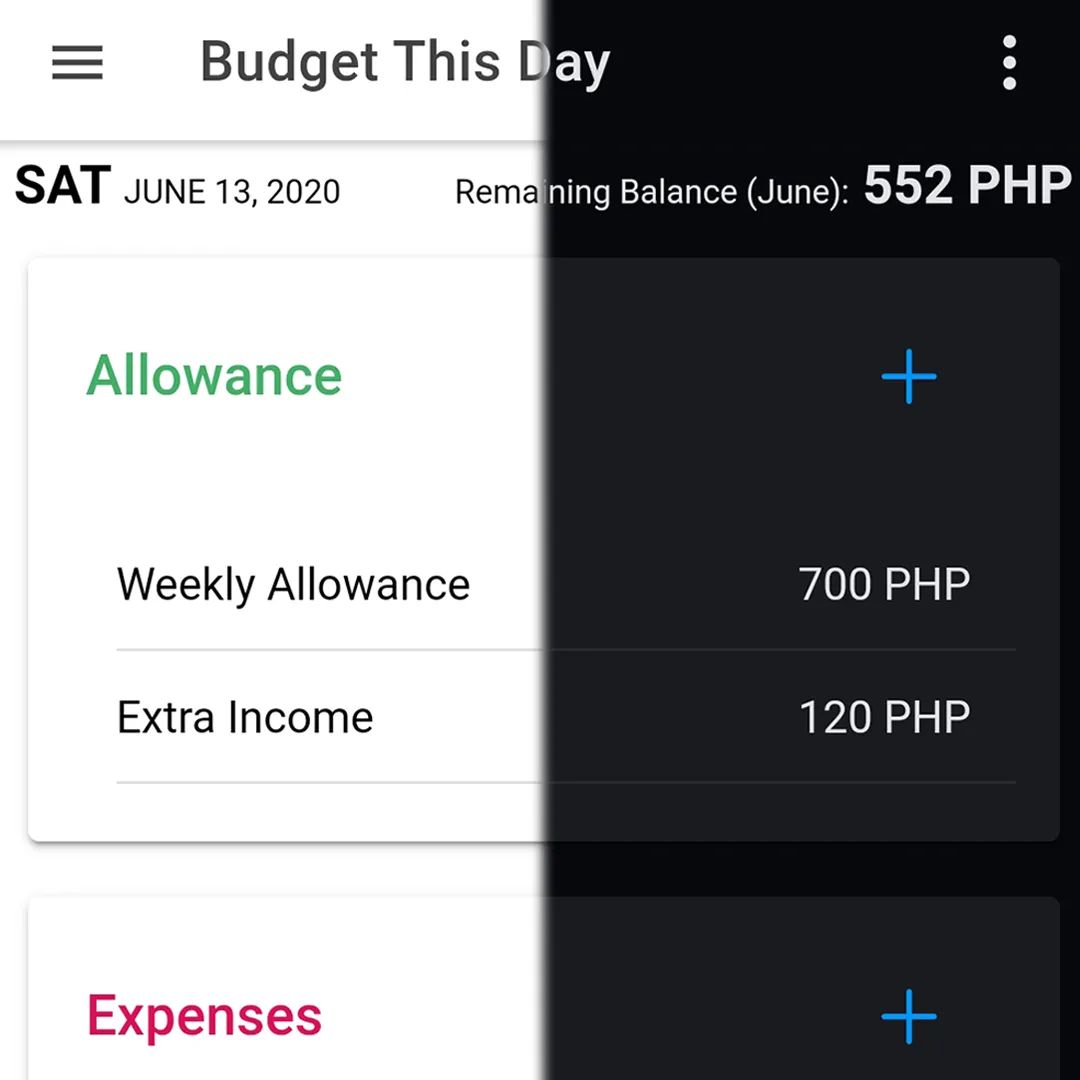 Budget This Day
SAT JUNE 13, 2020 Remaining Balance (June): 552 PHP
Allowance
Weekly Allowance 700 PHP
Extra Income 120 PHP
Expenses